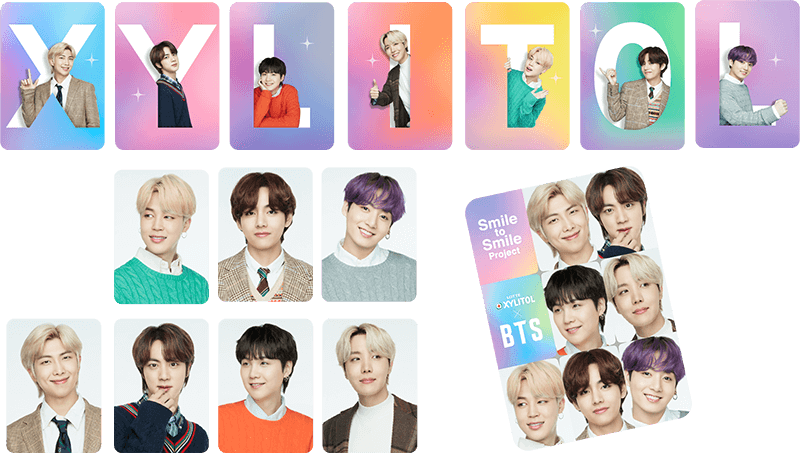 X Y L I T O L
Smile
to
Smile
Project
LOTTE
XYLITOL
×
BTS